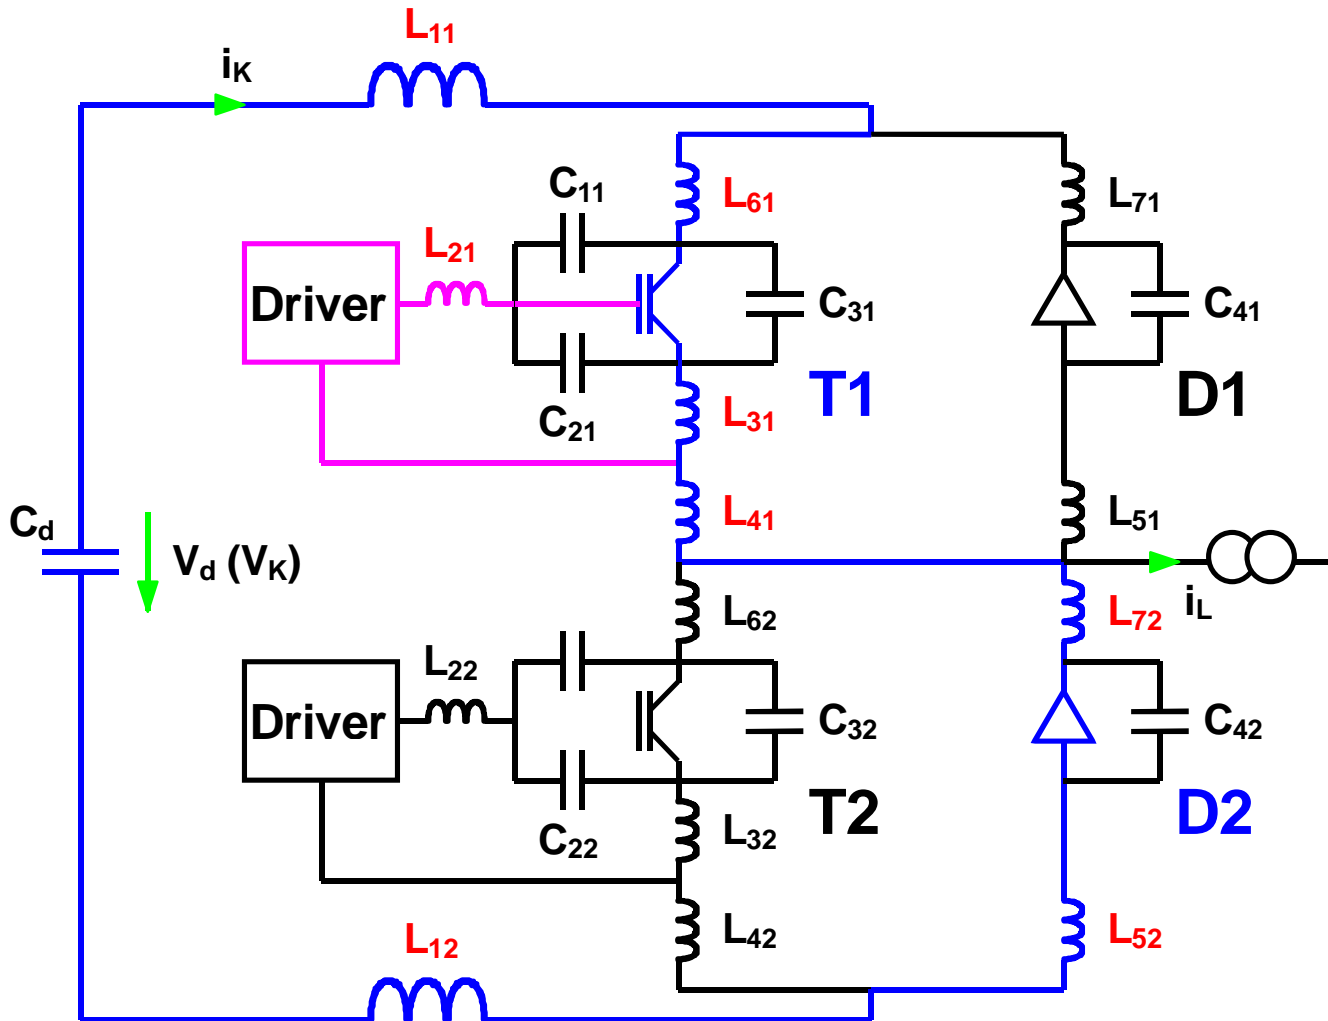 L11
iK
C11
L61
L71
L21
Driver
C31
C41
T1
D1
C21
L31
Cd
L41
L51
Vd (VK)
iL
L62
L72
L22
Driver
C32
C42
T2
D2
C22
L32
L42
L52
L12